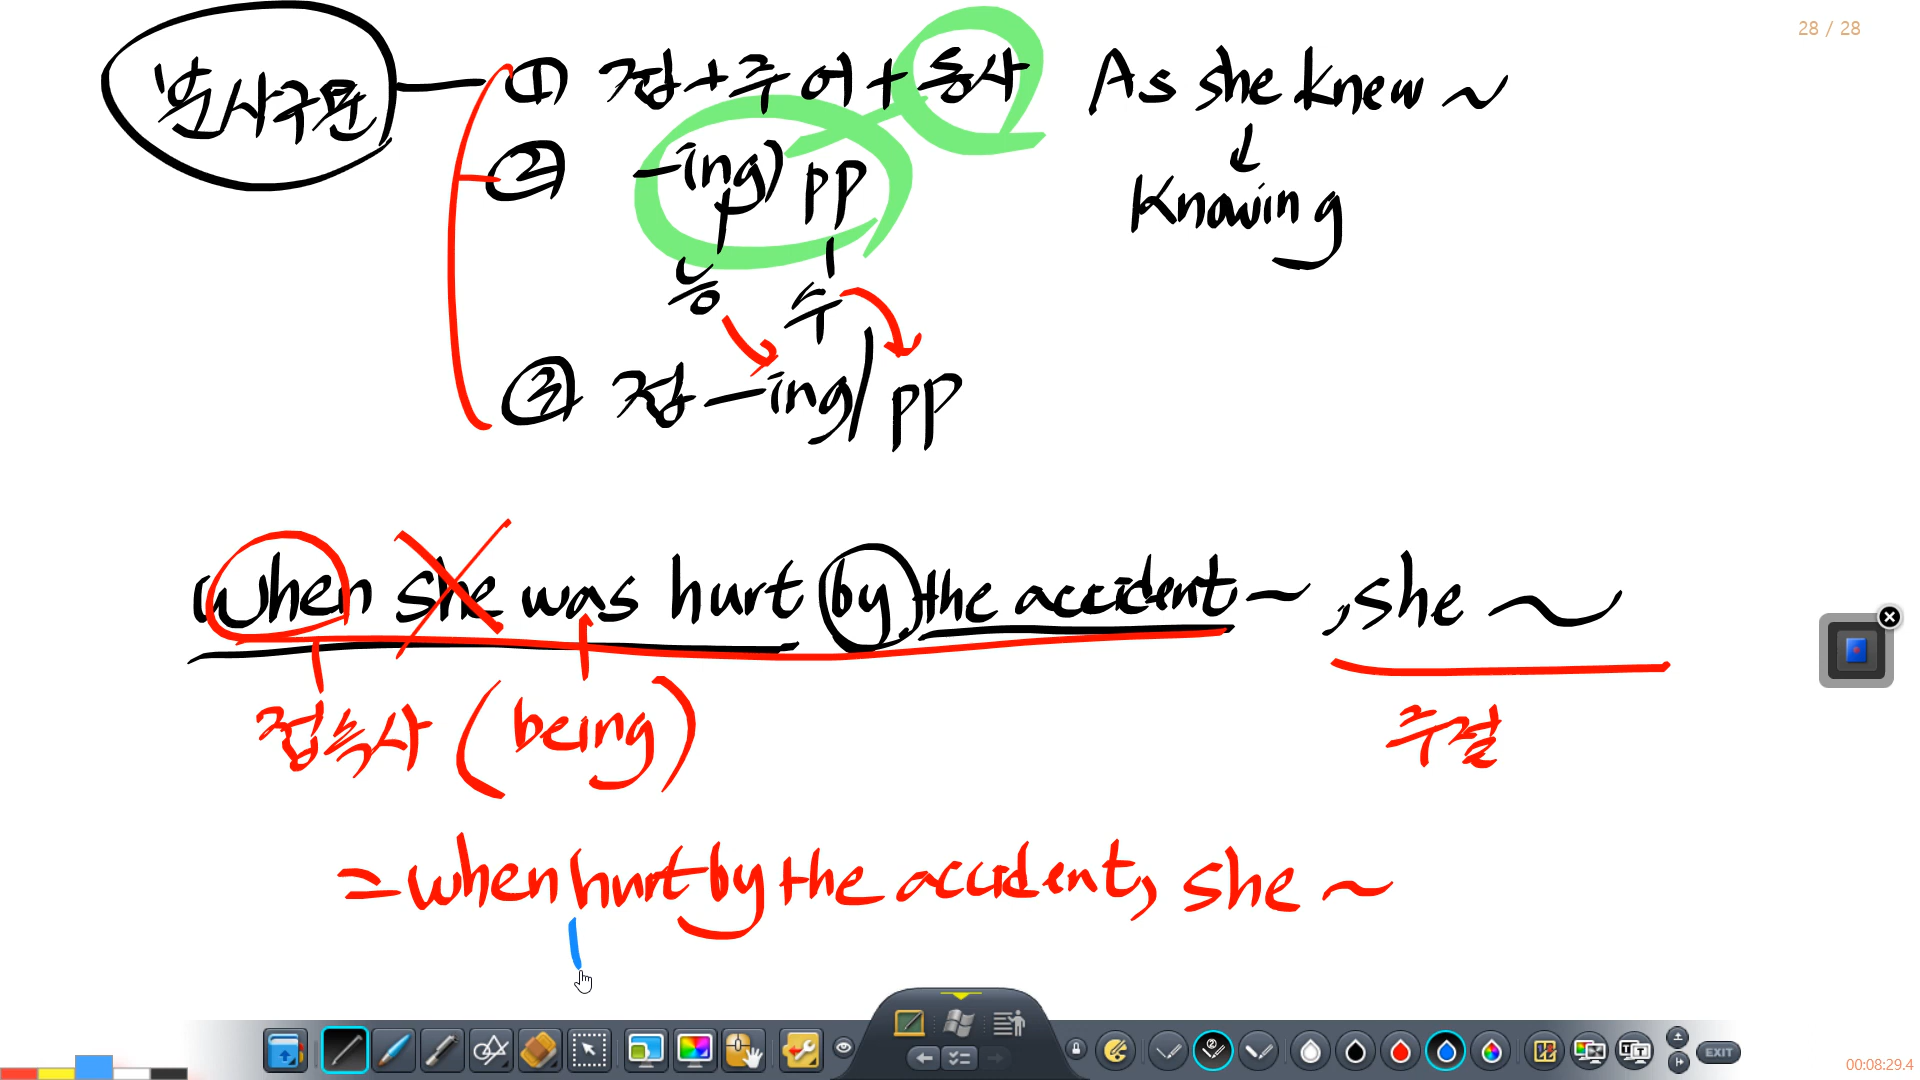 28 / 28
분사구문 ① 접+주어+동사 As she knew ~
② -ing) pp Knowing
능 수
③ 접 -ing/pp
when she was hurt by the accident ~, she ~
접속사 (being) 주절
= when hurt by the accident, she ~
EXIT
00:08:29.4